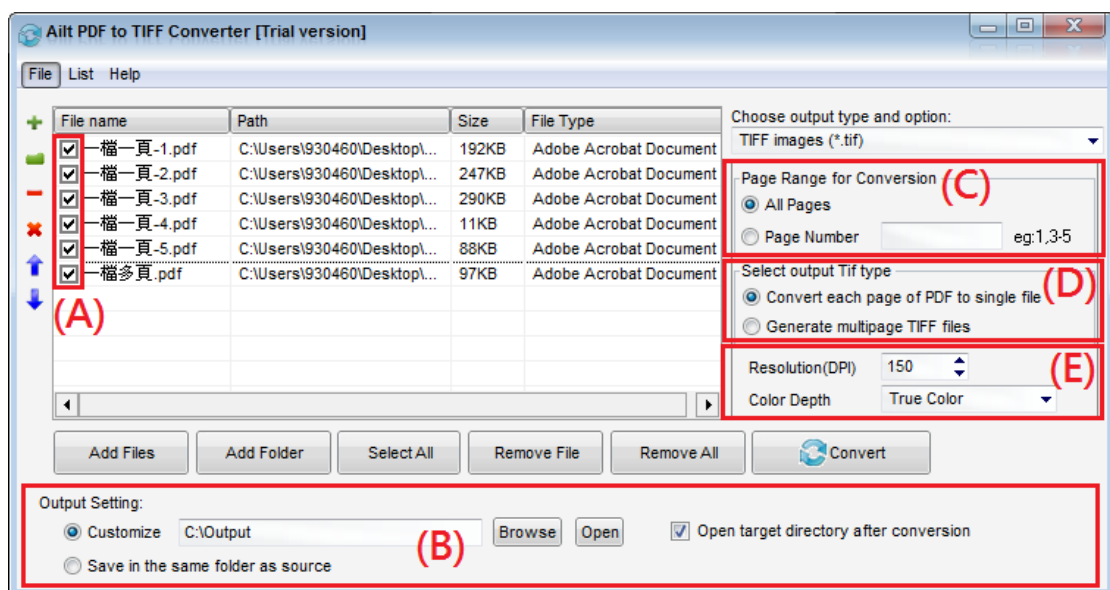 Ailt PDF to TIFF Converter [Trial version]
File List Help
File name Path Size File Type
一檔一頁-1.pdf C:\Users\930460\Desktop\... 192KB Adobe Acrobat Document
一檔一頁-2.pdf C:\Users\930460\Desktop\... 247KB Adobe Acrobat Document
一檔一頁-3.pdf C:\Users\930460\Desktop\... 290KB Adobe Acrobat Document
一檔一頁-4.pdf C:\Users\930460\Desktop\... 11KB Adobe Acrobat Document
一檔一頁-5.pdf C:\Users\930460\Desktop\... 88KB Adobe Acrobat Document
一檔多頁.pdf C:\Users\930460\Desktop\... 97KB Adobe Acrobat Document
(A)
Choose output type and option:
TIFF images (*.tif)
Page Range for Conversion (C)
All Pages
Page Number eg:1,3-5
Select output Tif type
Convert each page of PDF to single file (D)
Generate multipage TIFF files
Resolution(DPI) 150 (E)
Color Depth True Color
Add Files Add Folder Select All Remove File Remove All Convert
Output Setting:
Customize C:\Output Browse Open Open target directory after conversion
(B)
Save in the same folder as source